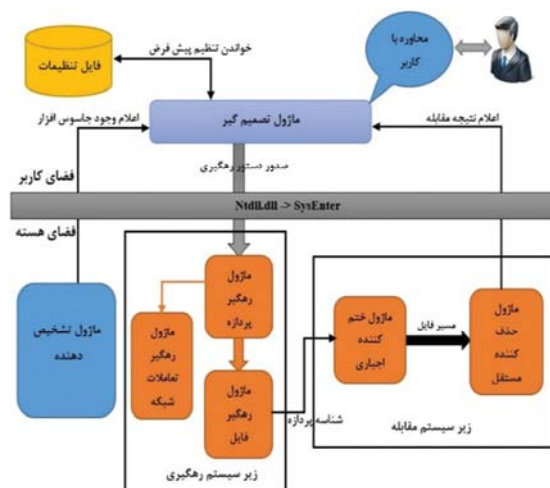 خواندن تنظیم پیش فرض
فایل تنظیمات
محاوره با
کاربر
ماژول تصمیم گیر
اعلام وجود جاسوس افزار
اعلام نتیجه مقابله
صدور دستور رهگیری
فضای کاربر
Ntdll.dll -> SysEnter
فضای هسته
ماژول تشخیص
دهنده
ماژول
رهگیر
پردازه
ماژول
رهگیر
تعاملات
شبکه
ماژول
رهگیر
فایل
زیر سیستم رهگیری
شناسه پردازه
ماژول ختم
کننده
اجباری
مسیر فایل
ماژول
حذف
کننده
مستقل
زیر سیستم مقابله